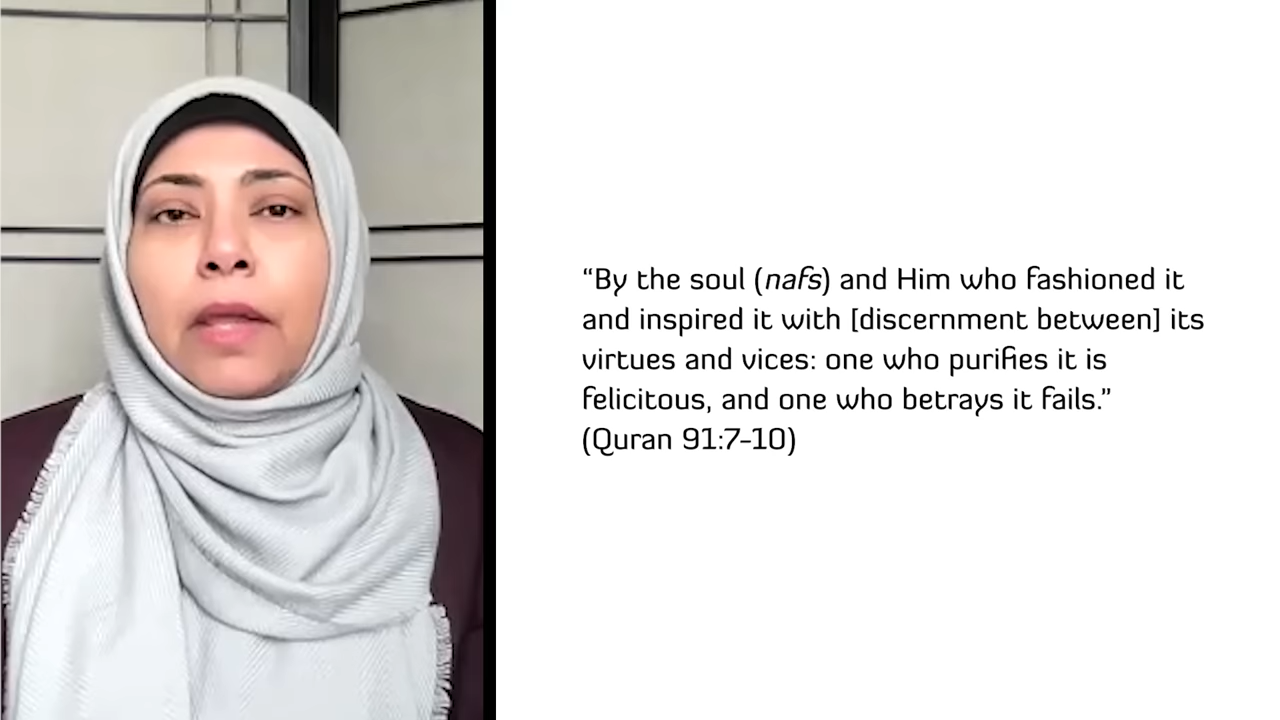 “By the soul (nafs) and Him who fashioned it
and inspired it with [discernment between] its
virtues and vices: one who purifies it is
felicitous, and one who betrays it fails.”
(Quran 91:7–10)